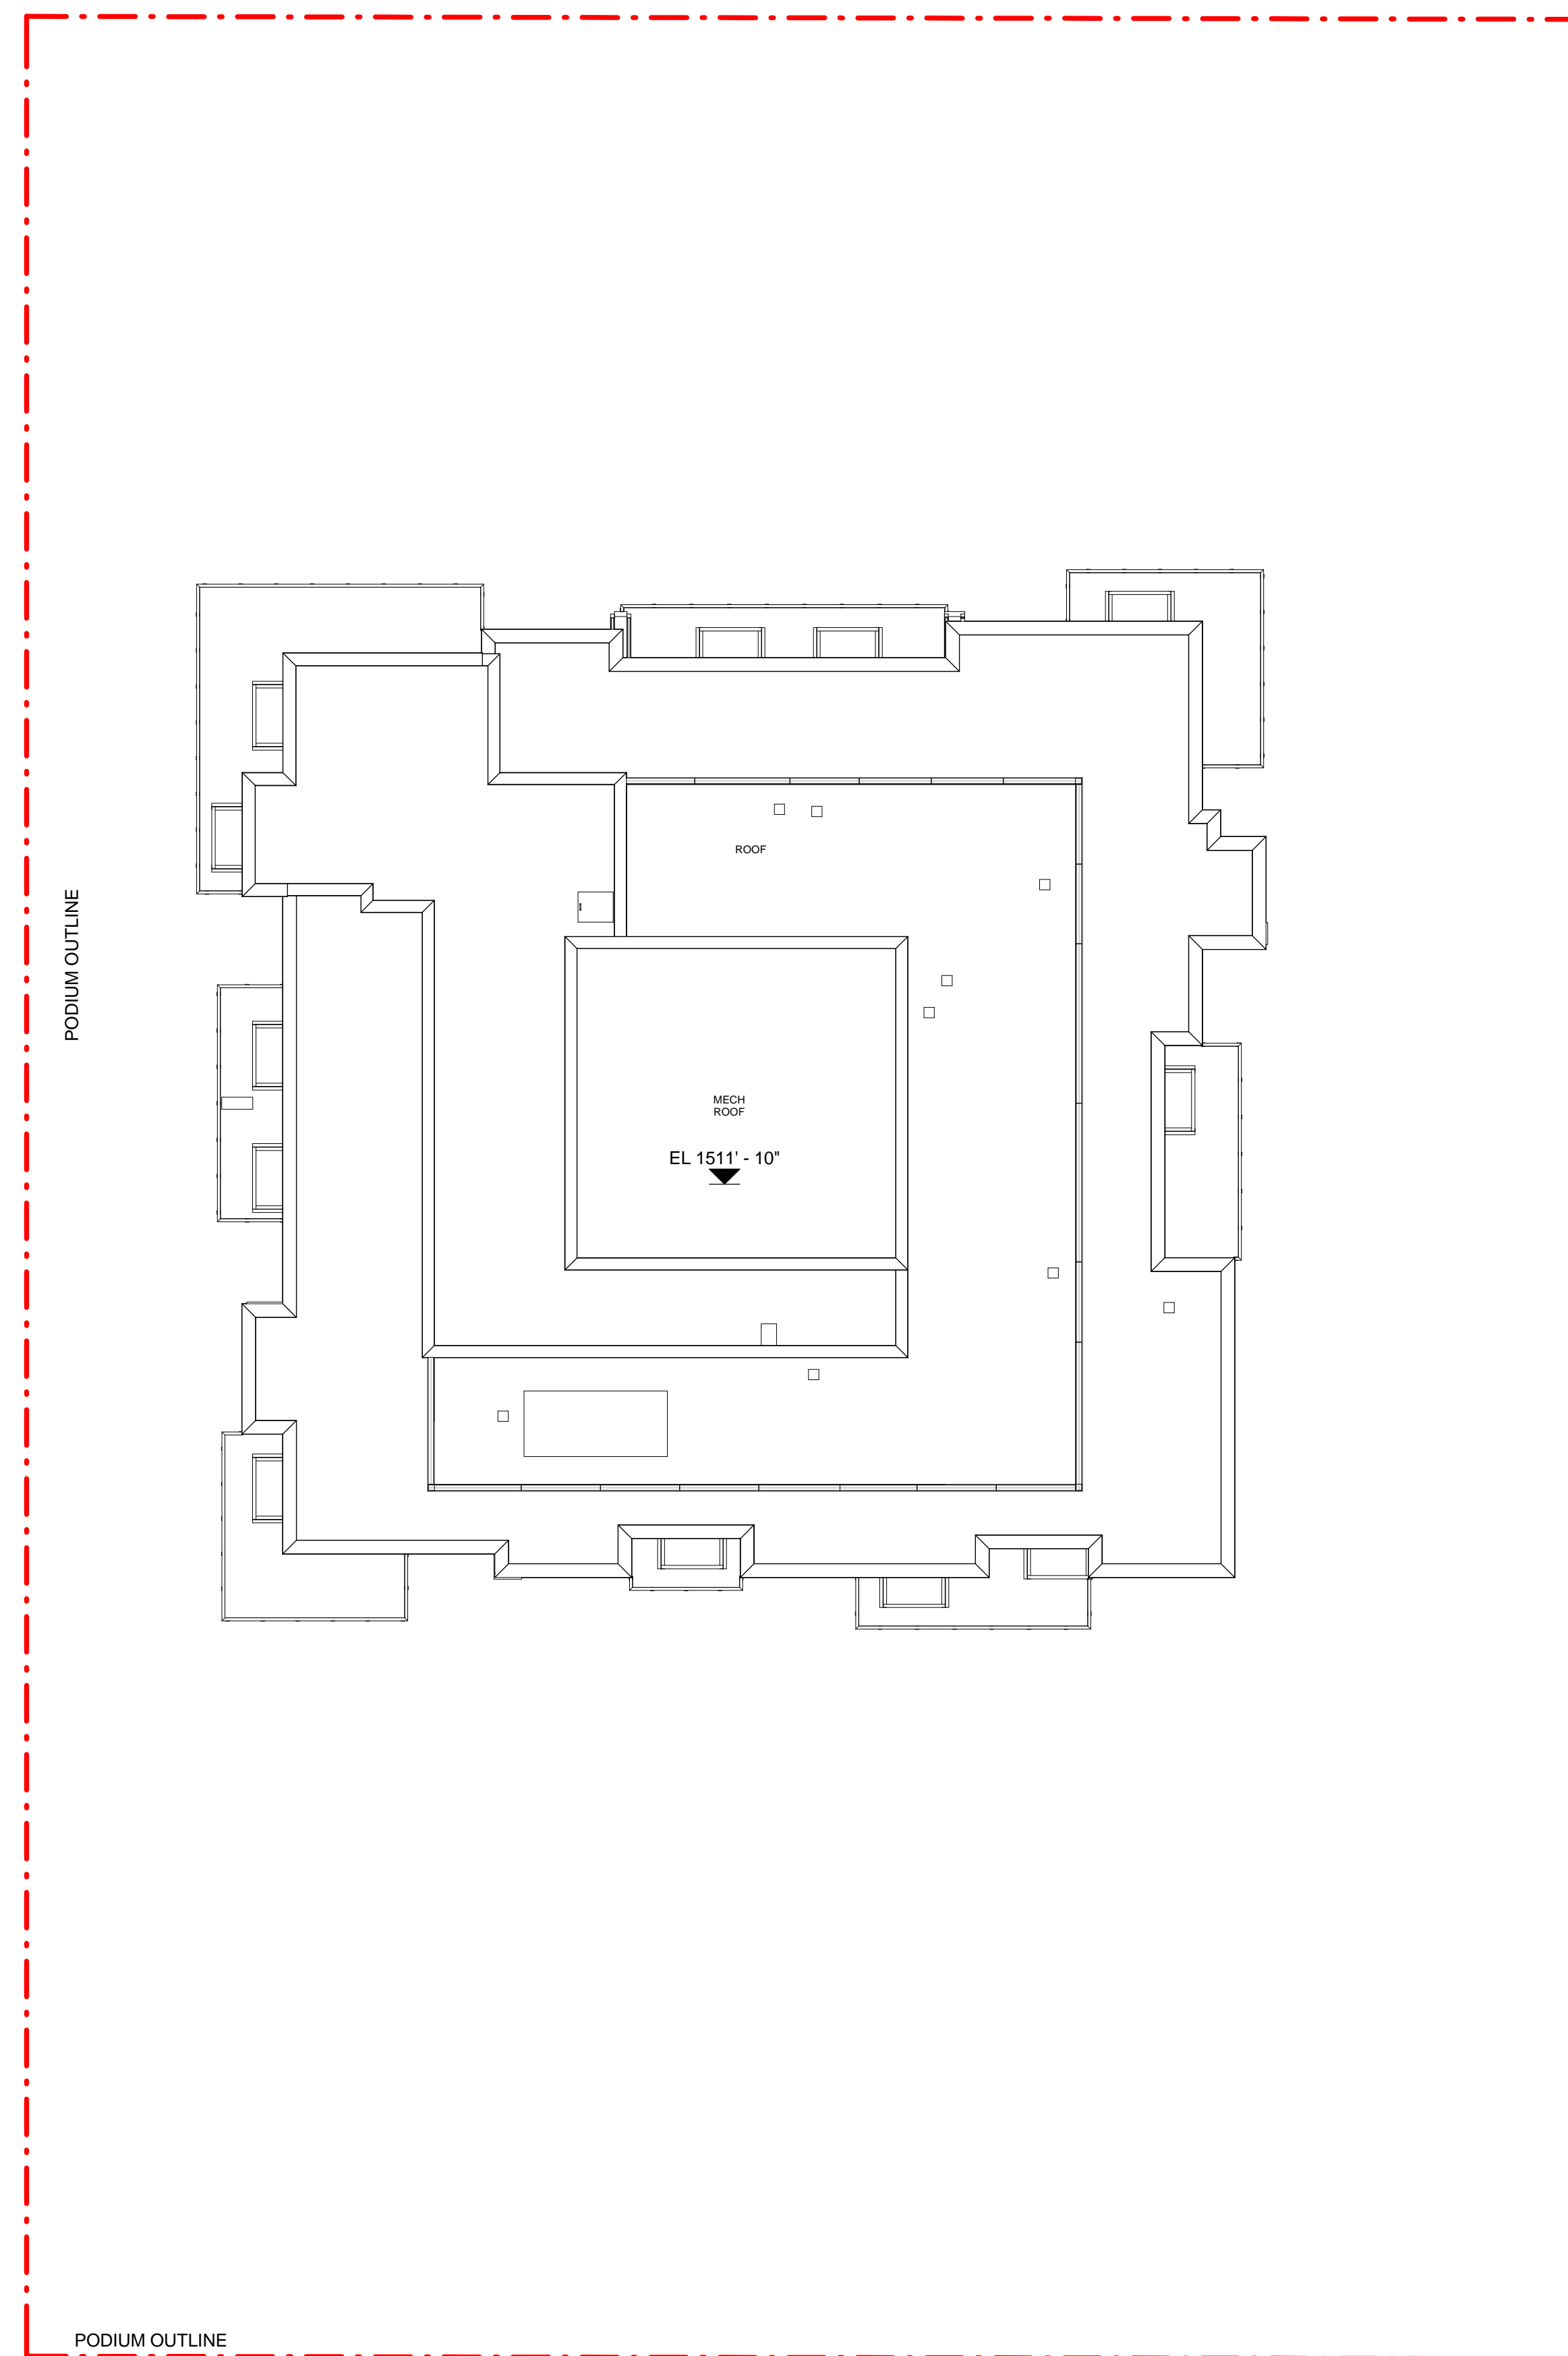 ROOF
PODIUM OUTLINE
MECH
ROOF
EL 1511' - 10"
PODIUM OUTLINE